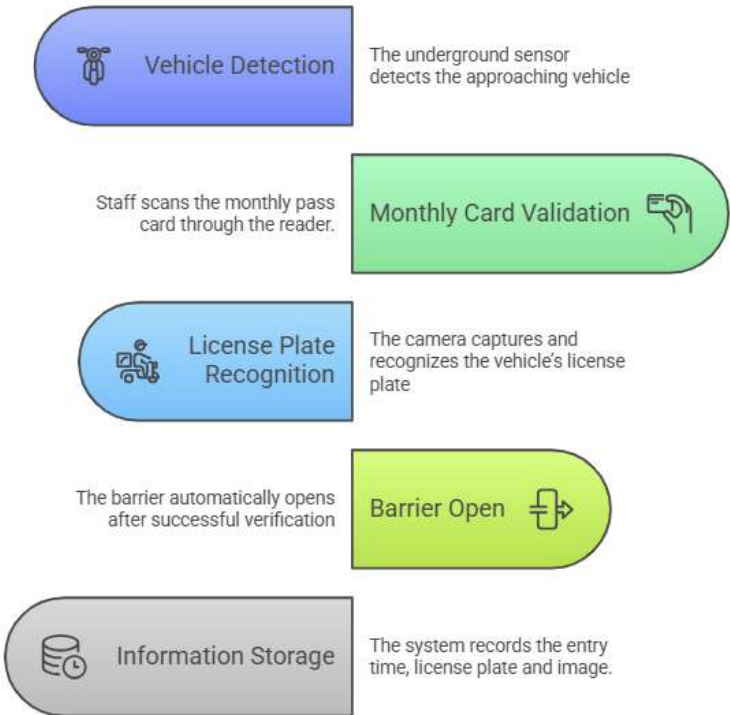 Vehicle Detection
The underground sensor
detects the approaching vehicle
Staff scans the monthly pass
card through the reader.
Monthly Card Validation
License Plate
Recognition
The camera captures and
recognizes the vehicle's license
plate
The barrier automatically opens
after successful verification
Barrier Open
Information Storage
The system records the entry
time, license plate and image.